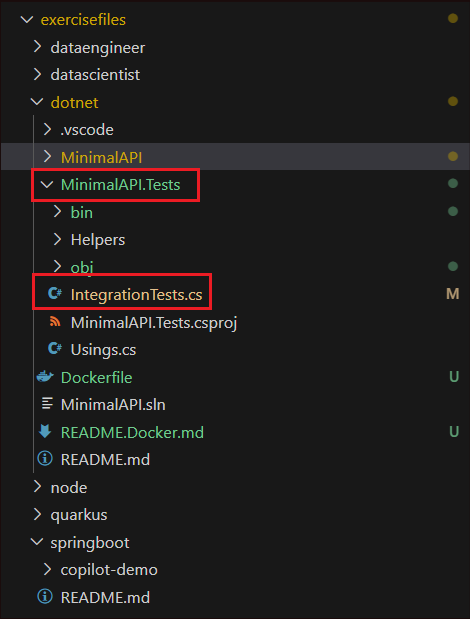 exercisefiles
dataengineer
datascientist
dotnet
.vscode
MinimalAPI
MinimalAPI.Tests
bin
Helpers
obj
C# IntegrationTests.cs M
MinimalAPI.Tests.csproj
C# Usings.cs
Dockerfile U
MinimalAPI.sln
README.Docker.md U
README.md
node
quarkus
springboot
copilot-demo
README.md